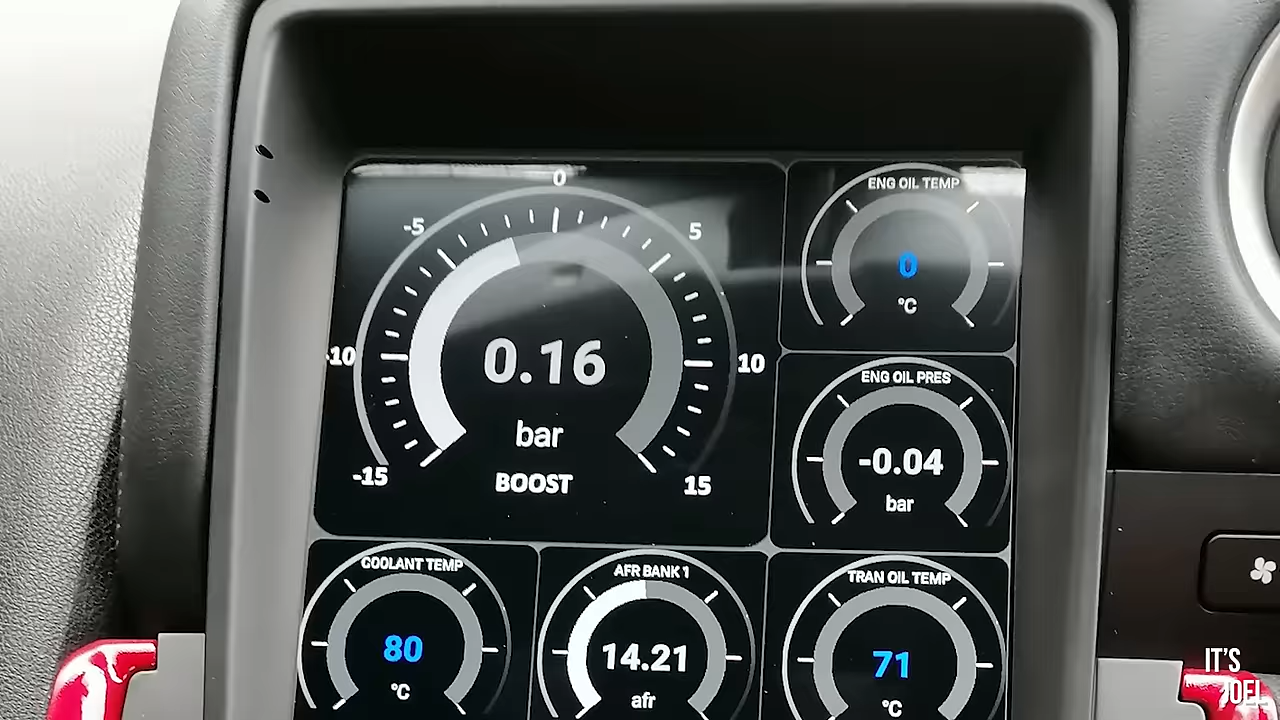 0
-5
5
-10
10
-15
15
0.16
bar
BOOST
ENG OIL TEMP
0
°C
ENG OIL PRES
-0.04
bar
COOLANT TEMP
80
°C
AFR BANK 1
14.21
afr
TRAN OIL TEMP
71
°C
IT'S
JOEL